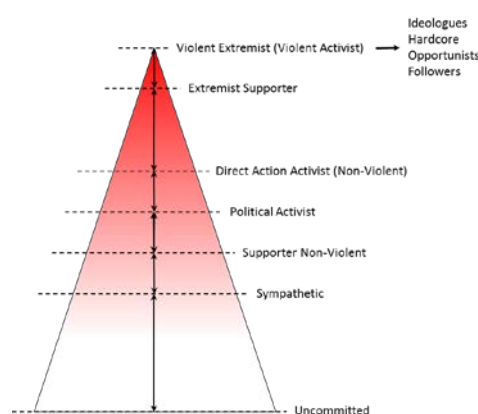 Ideologues
Hardcore
Opportunists
Followers
Violent Extremist (Violent Activist)
Extremist Supporter
Direct Action Activist (Non-Violent)
Political Activist
Supporter Non-Violent
Sympathetic
Uncommitted